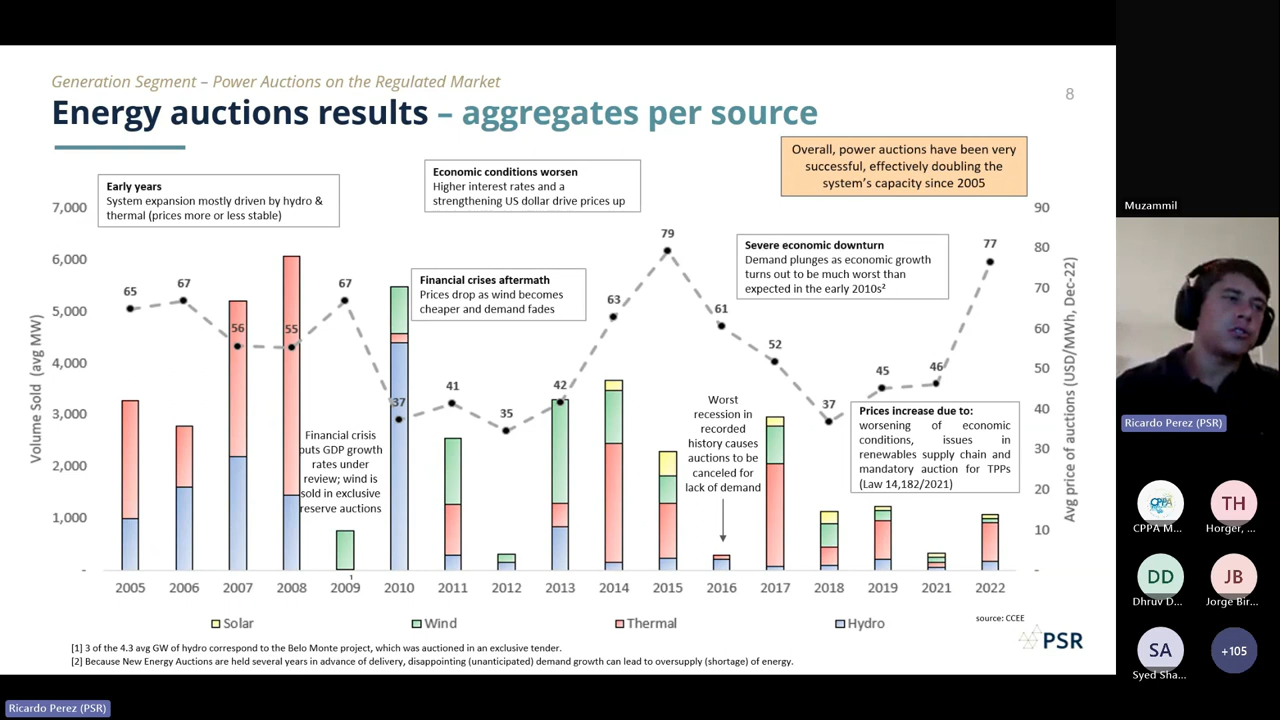 Generation Segment – Power Auctions on the Regulated Market
8
Energy auctions results – aggregates per source
Overall, power auctions have been very
successful, effectively doubling the
system's capacity since 2005
Early years
System expansion mostly driven by hydro &
thermal (prices more or less stable)
Economic conditions worsen
Higher interest rates and a
strengthening US dollar drive prices up
Severe economic downturn
Demand plunges as economic growth
turns out to be much worst than
expected in the early 2010s²
Financial crises aftermath
Prices drop as wind becomes
cheaper and demand fades
Worst
recession in
recorded
history causes
auctions to be
canceled for
lack of demand
Prices increase due to:
worsening of economic
conditions, issues in
renewables supply chain and
mandatory auction for TPPs
(Law 14,182/2021)
Financial crisis
puts GDP growth
rates under
review; wind is
sold in exclusive
reserve auctions
Volume Sold (avg MW)
7,000
6,000
5,000
4,000
3,000
2,000
1,000
-
Avg price of auctions (USD/MWh, Dec-22)
90
80
70
60
50
40
30
20
10
-
65 67 56 55 67 37 41 35 42 63 79 61 52 37 45 46 77
2005 2006 2007 2008 2009 2010 2011 2012 2013 2014 2015 2016 2017 2018 2019 2021 2022
1
Solar Wind Thermal Hydro
source: CCEE
PSR
[1] 3 of the 4.3 avg GW of hydro correspond to the Belo Monte project, which was auctioned in an exclusive tender.
[2] Because New Energy Auctions are held several years in advance of delivery, disappointing (unanticipated) demand growth can lead to oversupply (shortage) of energy.
Muzammil
Ricardo Perez (PSR)
CPPA
CPPA M...
TH
Horger, ...
DD
Dhruv D...
JB
Jorge Bir...
SA
Syed Sha...
+105
Ricardo Perez (PSR)